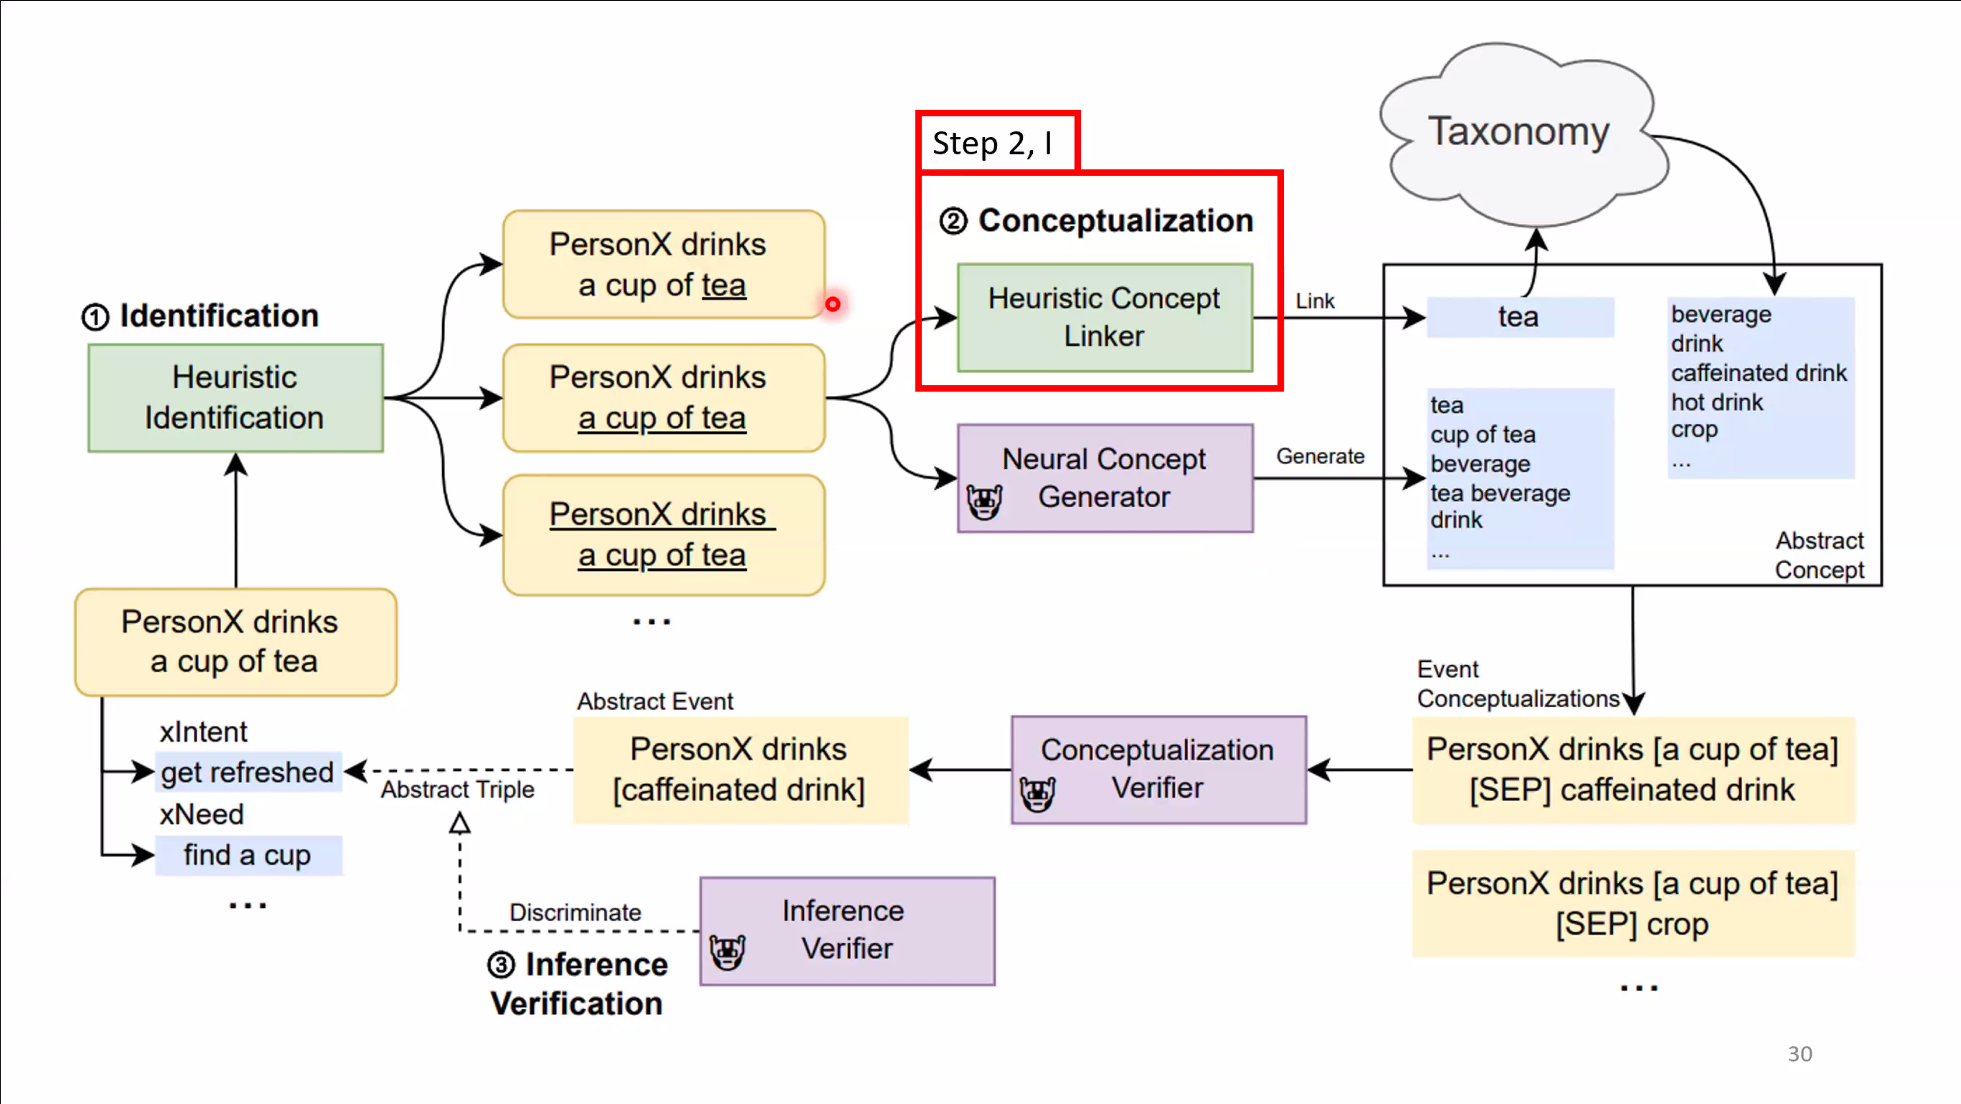 Step 2, I
Taxonomy
② Conceptualization
Heuristic Concept
Linker
Link
tea
beverage
drink
caffeinated drink
hot drink
crop
...
PersonX drinks
a cup of tea
① Identification
Heuristic
Identification
PersonX drinks
a cup of tea
PersonX drinks
a cup of tea
...
Neural Concept
Generator
Generate
tea
cup of tea
beverage
tea beverage
drink
...
Abstract
Concept
PersonX drinks
a cup of tea
xIntent
get refreshed
xNeed
find a cup
...
Abstract Triple
Abstract Event
PersonX drinks
[caffeinated drink]
Conceptualization
Verifier
Event
Conceptualizations
PersonX drinks [a cup of tea]
[SEP] caffeinated drink
PersonX drinks [a cup of tea]
[SEP] crop
...
Discriminate
Inference
Verifier
③ Inference
Verification
30